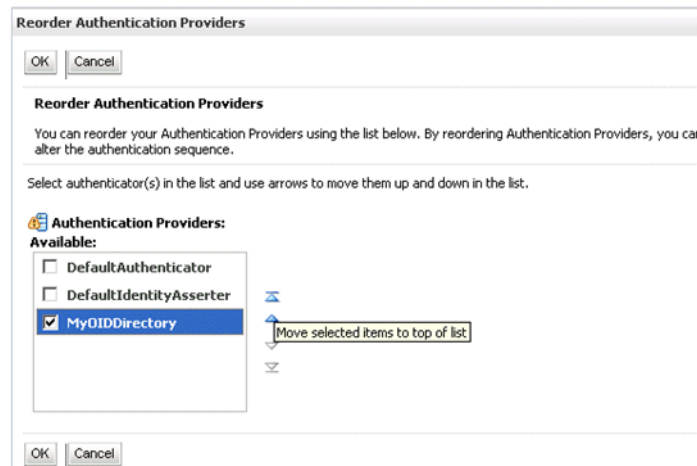 Reorder Authentication Providers
OK Cancel
Reorder Authentication Providers
You can reorder your Authentication Providers using the list below. By reordering Authentication Providers, you
alter the authentication sequence.
Select authenticator(s) in the list and use arrows to move them up and down in the list.
Authentication Providers:
Available:
DefaultAuthenticator
DefaultIdentityAsserter
MyOIDDirectory
Move selected items to top of list
OK Cancel